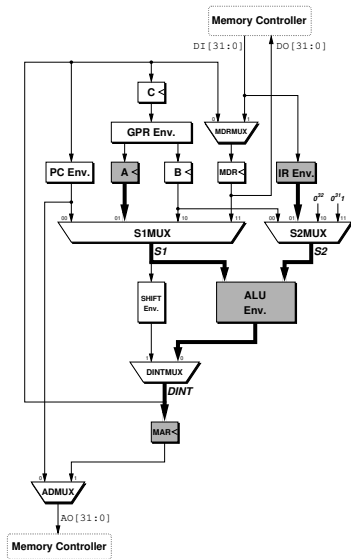 Memory Controller
DI[31:0]
DO[31:0]
C <
0
1
GPR Env.
MDRMUX
PC Env.
A <
B <
MDR<
IR Env.
0³²
0³¹1
00
01
10
11
00
01
10
11
S1MUX
S2MUX
S1
S2
SHIFT
Env.
ALU
Env.
1
0
DINTMUX
DINT
MAR<
0
1
ADMUX
AO[31:0]
Memory Controller